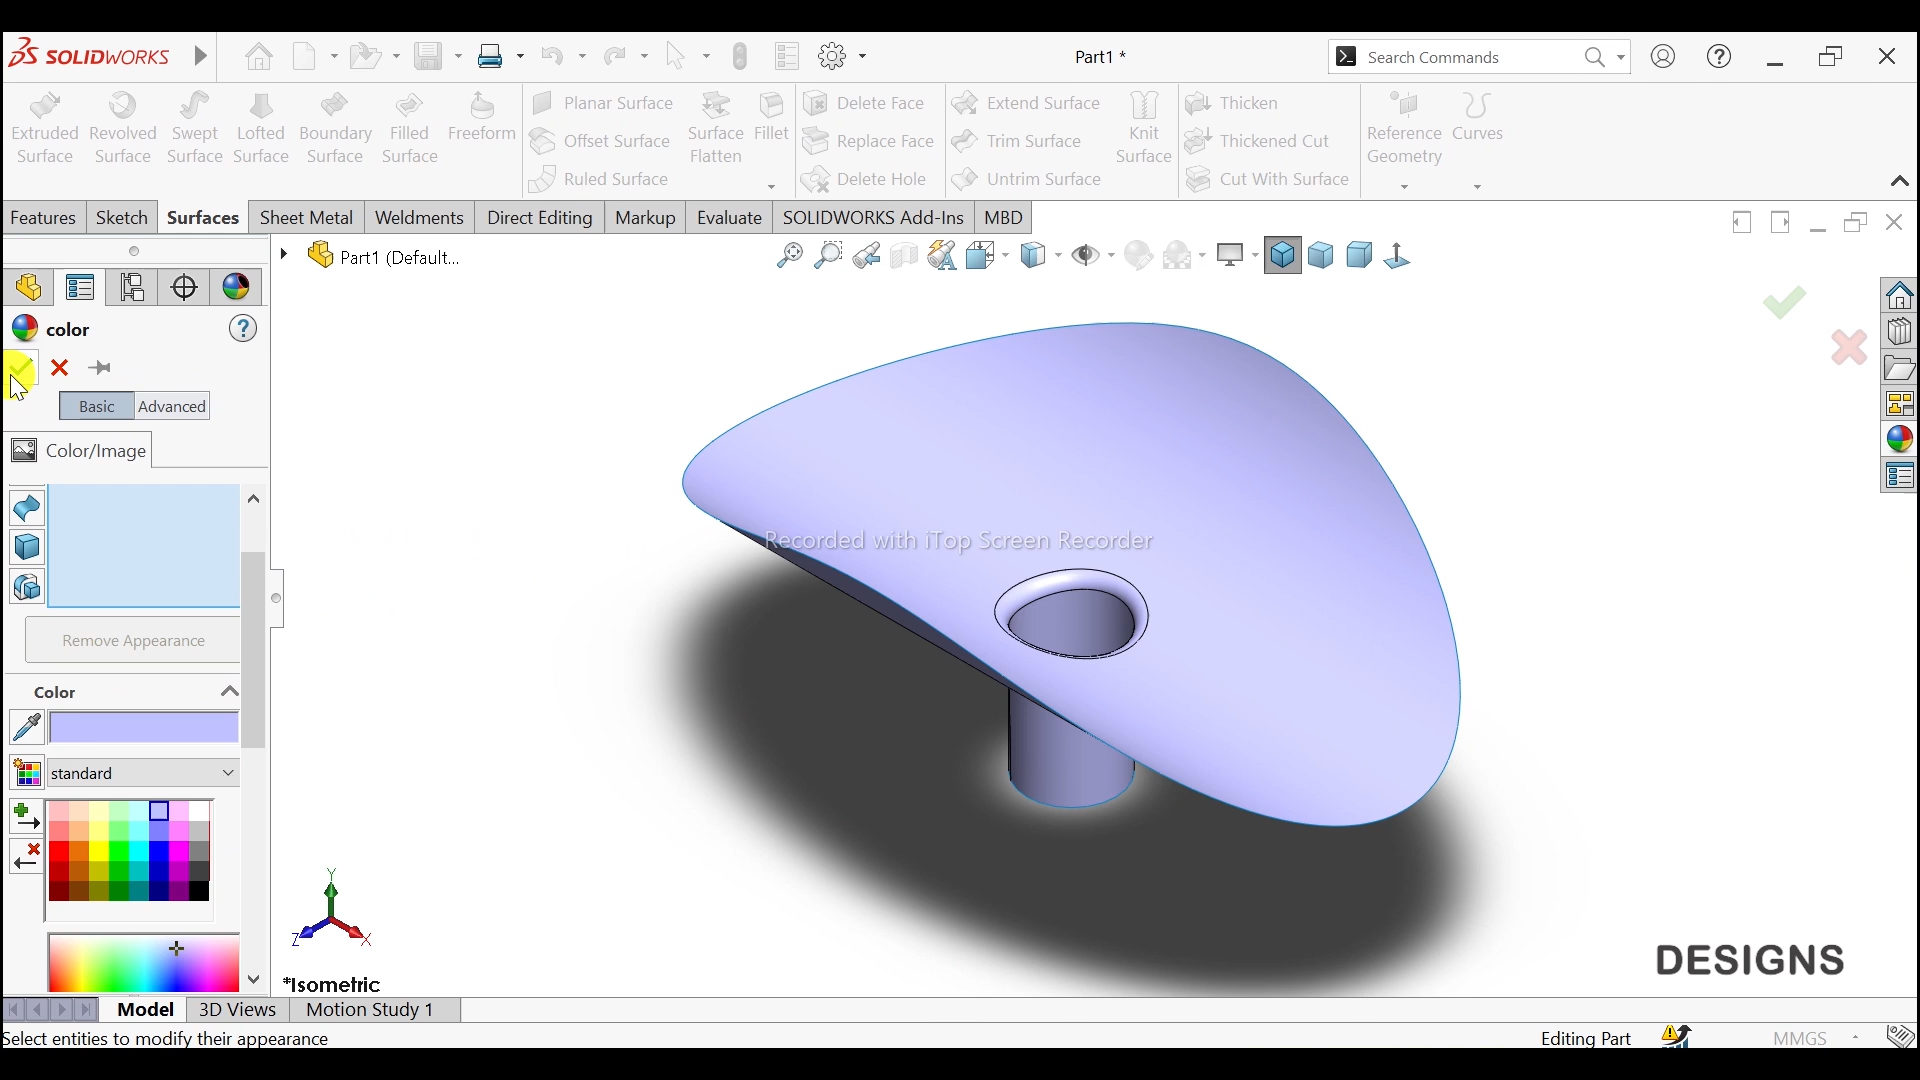 SOLIDWORKS
Part1 *
Search Commands
Extruded Surface
Revolved Surface
Swept Surface
Lofted Surface
Boundary Surface
Filled Surface
Freeform
Planar Surface
Offset Surface
Ruled Surface
Surface Flatten
Fillet
Delete Face
Replace Face
Delete Hole
Extend Surface
Trim Surface
Untrim Surface
Knit Surface
Thicken
Thickened Cut
Cut With Surface
Reference Geometry
Curves
Features
Sketch
Surfaces
Sheet Metal
Weldments
Direct Editing
Markup
Evaluate
SOLIDWORKS Add-Ins
MBD
Part1 (Default...
color
Basic
Advanced
Color/Image
Remove Appearance
Color
standard
Recorded with iTop Screen Recorder
Y
Z
X
*Isometric
DESIGNS
Model
3D Views
Motion Study 1
Select entities to modify their appearance
Editing Part
MMGS